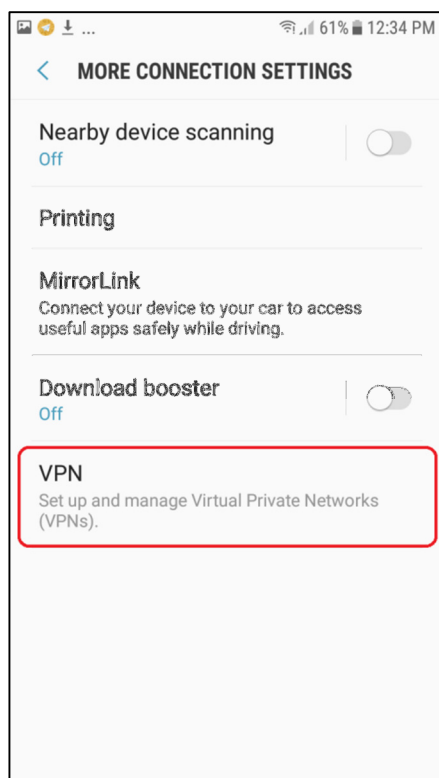 ... 61% 12:34 PM
MORE CONNECTION SETTINGS
Nearby device scanning
Off
Printing
MirrorLink
Connect your device to your car to access
useful apps safely while driving.
Download booster
Off
VPN
Set up and manage Virtual Private Networks
(VPNs).